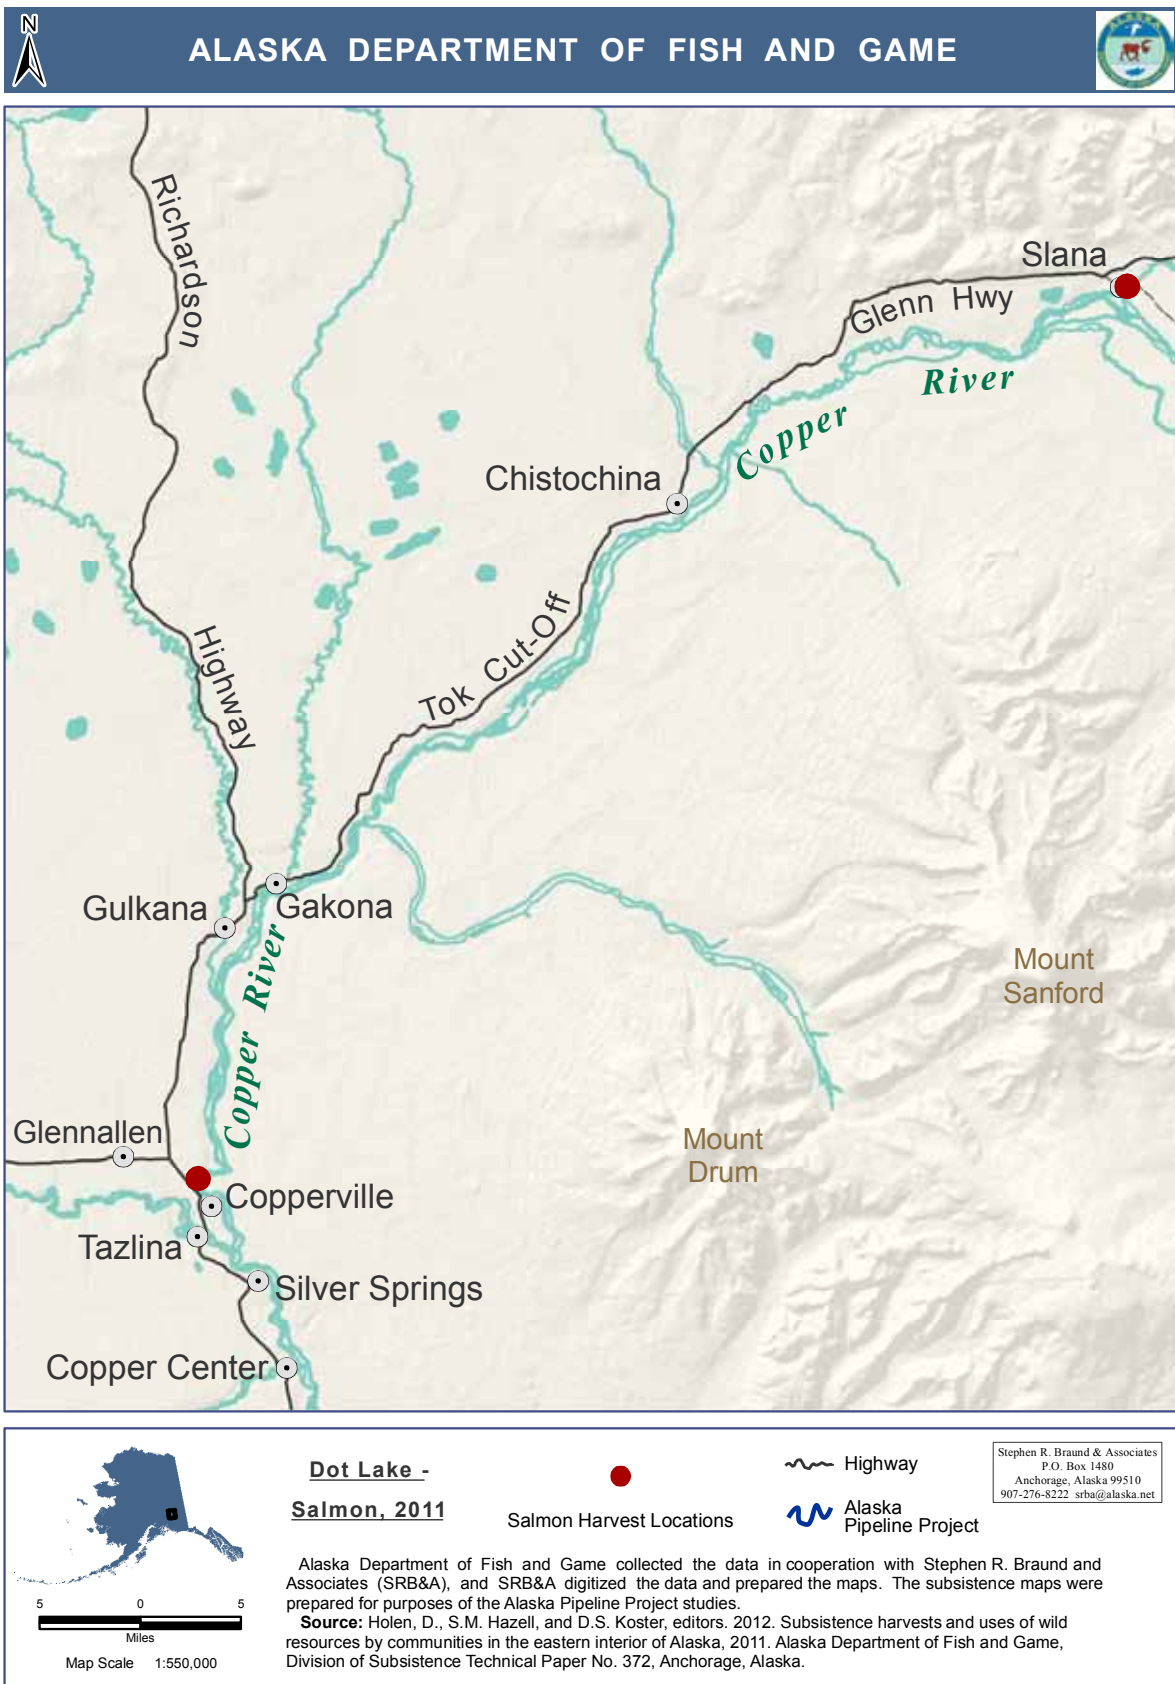 N
ALASKA DEPARTMENT OF FISH AND GAME
ALASKA
Richardson
Slana
Glenn Hwy
River
Copper
Chistochina
Tok Cut-Off
Highway
Gulkana
Gakona
Copper River
Mount
Sanford
Glennallen
Mount
Drum
Copperville
Tazlina
Silver Springs
Copper Center
Dot Lake -
Salmon, 2011
Salmon Harvest Locations
Highway
Alaska
Pipeline Project
Stephen R. Braund & Associates
P.O. Box 1480
Anchorage, Alaska 99510
907-276-8222 srba@alaska.net
5 0 5
Miles
Map Scale 1:550,000
Alaska Department of Fish and Game collected the data in cooperation with Stephen R. Braund and
Associates (SRB&A), and SRB&A digitized the data and prepared the maps. The subsistence maps were
prepared for purposes of the Alaska Pipeline Project studies.
Source: Holen, D., S.M. Hazell, and D.S. Koster, editors. 2012. Subsistence harvests and uses of wild
resources by communities in the eastern interior of Alaska, 2011. Alaska Department of Fish and Game,
Division of Subsistence Technical Paper No. 372, Anchorage, Alaska.